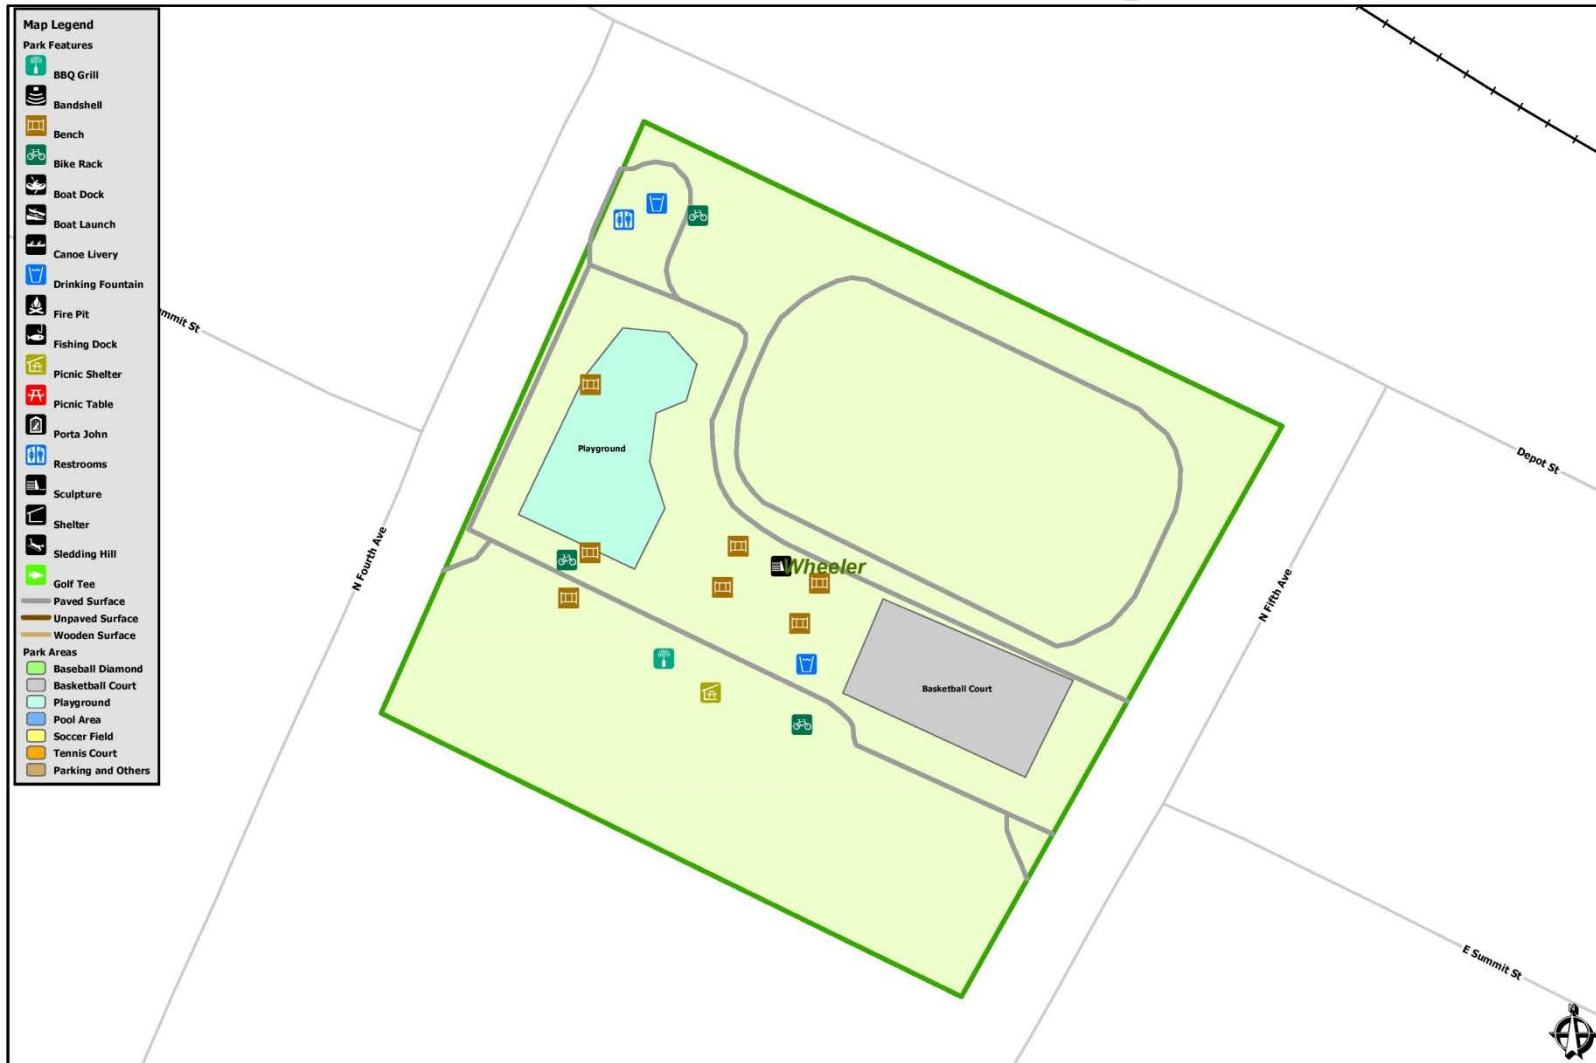 Map Legend
Park Features
BBQ Grill
Bandshell
Bench
Bike Rack
Boat Dock
Boat Launch
Canoe Livery
Drinking Fountain
Fire Pit
Fishing Dock
Picnic Shelter
Picnic Table
Porta John
Restrooms
Sculpture
Shelter
Sledding Hill
Golf Tee
Paved Surface
Unpaved Surface
Wooden Surface
Park Areas
Baseball Diamond
Basketball Court
Playground
Pool Area
Soccer Field
Tennis Court
Parking and Others
mmit St
N Fourth Ave
Playground
Wheeler
Basketball Court
N Fifth Ave
Depot St
E Summit St
N